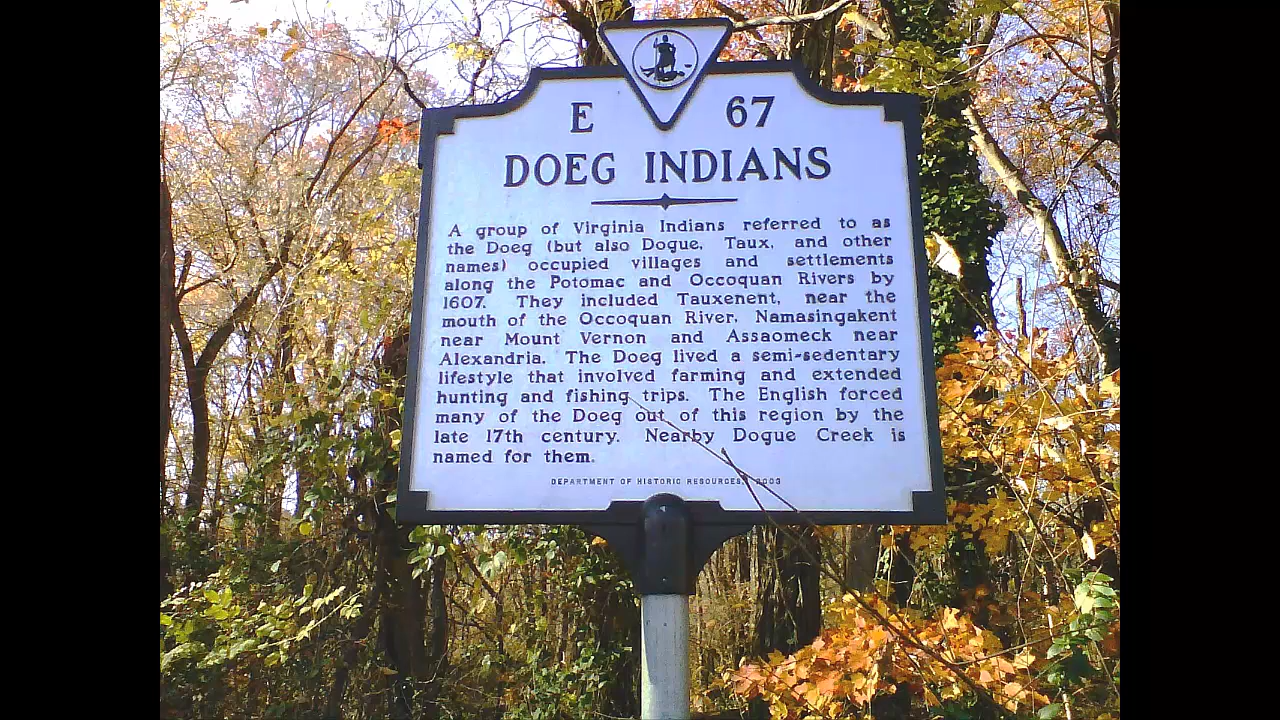 E 67
DOEG INDIANS
A group of Virginia Indians referred to as
the Doeg (but also Dogue, Taux, and other
names) occupied villages and settlements
along the Potomac and Occoquan Rivers by
1607. They included Tauxenent, near the
mouth of the Occoquan River, Namasingakent
near Mount Vernon and Assaomeck near
Alexandria. The Doeg lived a semi-sedentary
lifestyle that involved farming and extended
hunting and fishing trips. The English forced
many of the Doeg out of this region by the
late 17th century. Nearby Dogue Creek is
named for them.
DEPARTMENT OF HISTORIC RESOURCES, 2003